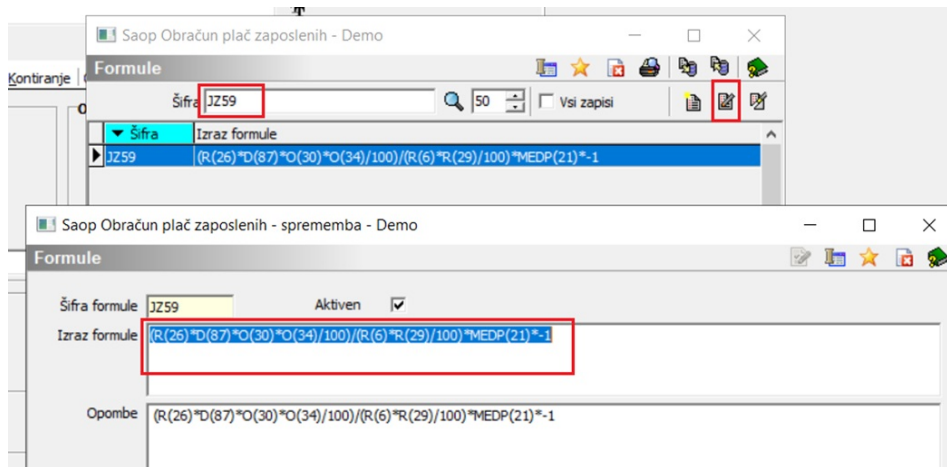 Saop Obračun plač zaposlenih - Demo
Kontiranje
Formule
Šifra JZ59 50 Vsi zapisi
Šifra Izraz formule
JZ59 (R(26)*D(87)*O(30)*O(34)/100)/(R(6)*R(29)/100)*MEDP(21)*-1
Saop Obračun plač zaposlenih - sprememba - Demo
Formule
Šifra formule JZ59 Aktiven
Izraz formule (R(26)*D(87)*O(30)*O(34)/100)/(R(6)*R(29)/100)*MEDP(21)*-1
Opombe (R(26)*D(87)*O(30)*O(34)/100)/(R(6)*R(29)/100)*MEDP(21)*-1